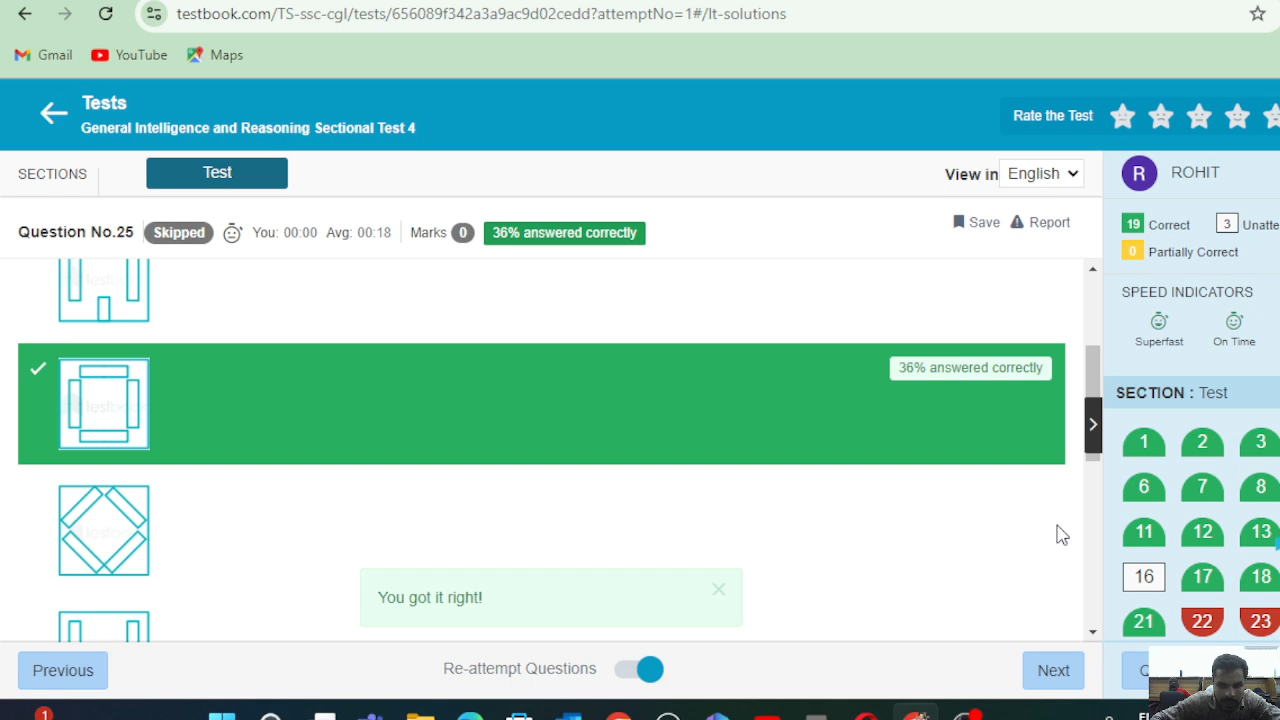 testbook.com/TS-ssc-cgl/tests/656089f342a3a9ac9d02cedd?attemptNo=1#/lt-solutions
Gmail YouTube Maps
Tests
General Intelligence and Reasoning Sectional Test 4
Rate the Test
SECTIONS Test
View in English
R ROHIT
Question No.25 Skipped You: 00:00 Avg: 00:18 Marks 0 36% answered correctly
Save Report
19 Correct 3 Unatte
0 Partially Correct
SPEED INDICATORS
Superfast On Time
36% answered correctly
SECTION : Test
1 2 3
6 7 8
11 12 13
16 17 18
21 22 23
You got it right!
Previous Re-attempt Questions Next
1